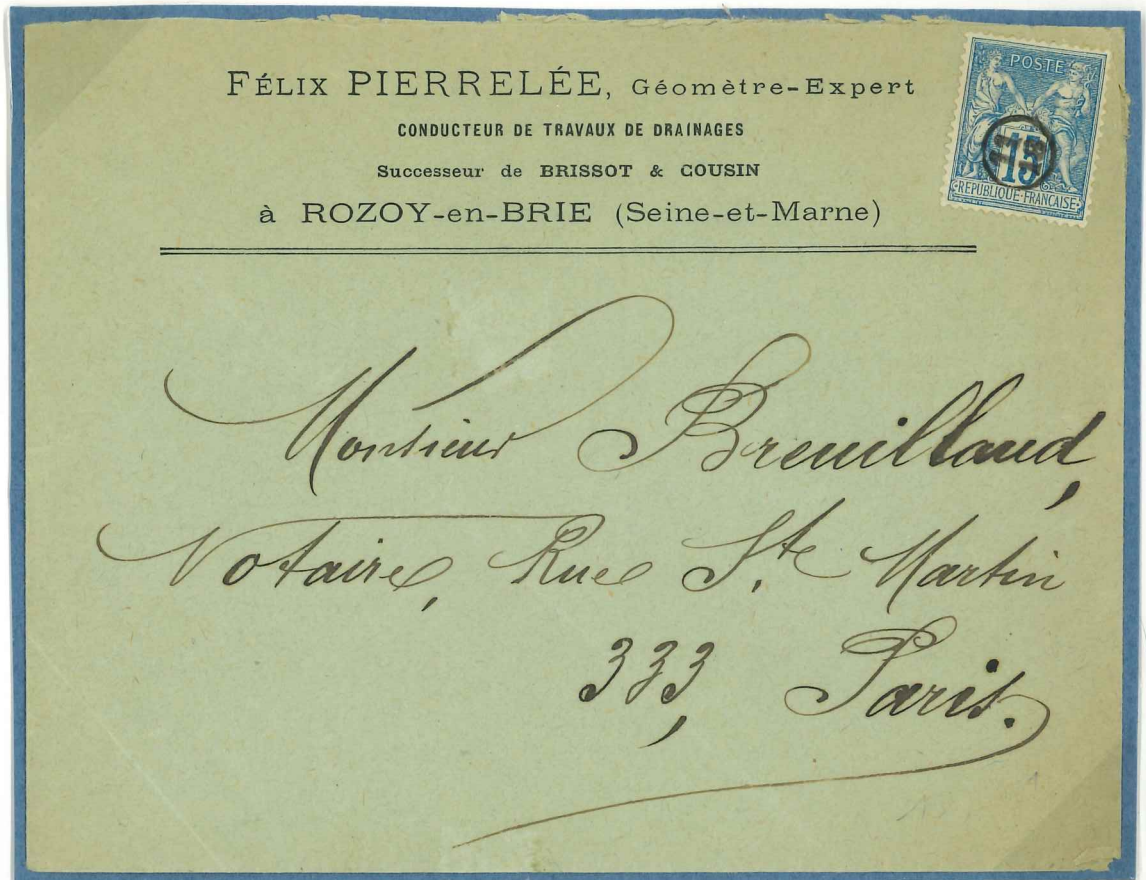 FÉLIX PIERRELÉE, Géomètre-Expert
CONDUCTEUR DE TRAVAUX DE DRAINAGES
Successeur de BRISSOT & COUSIN
à ROZOY-en-BRIE (Seine-et-Marne)
POSTE
15
REPUBLIQUE FRANÇAISE
Monsieur Breuillaud,
Notaire, Rue St. Martin
333, Paris.